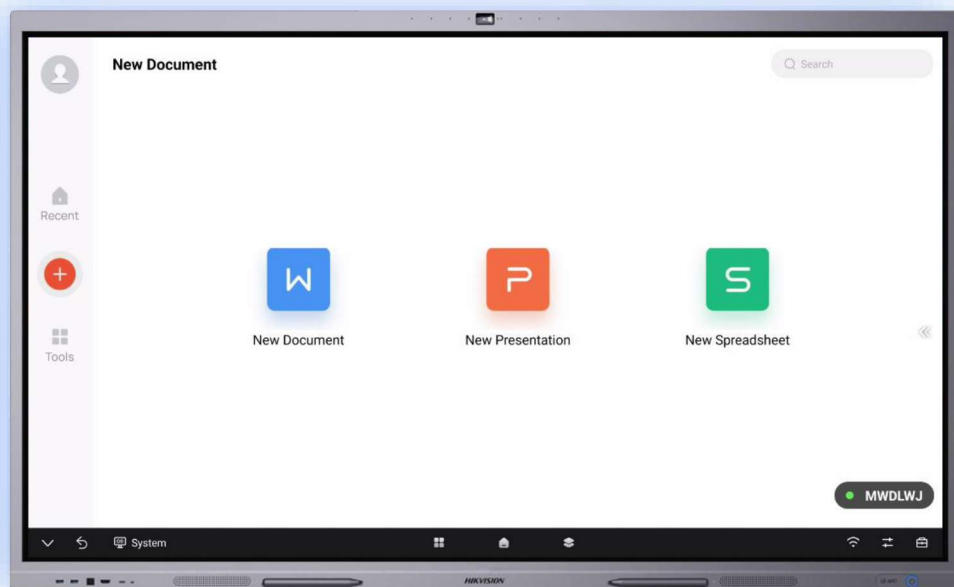 New Document
Search
Recent
W
P
S
New Document
New Presentation
New Spreadsheet
Tools
MWDLWJ
System
HIKVISION